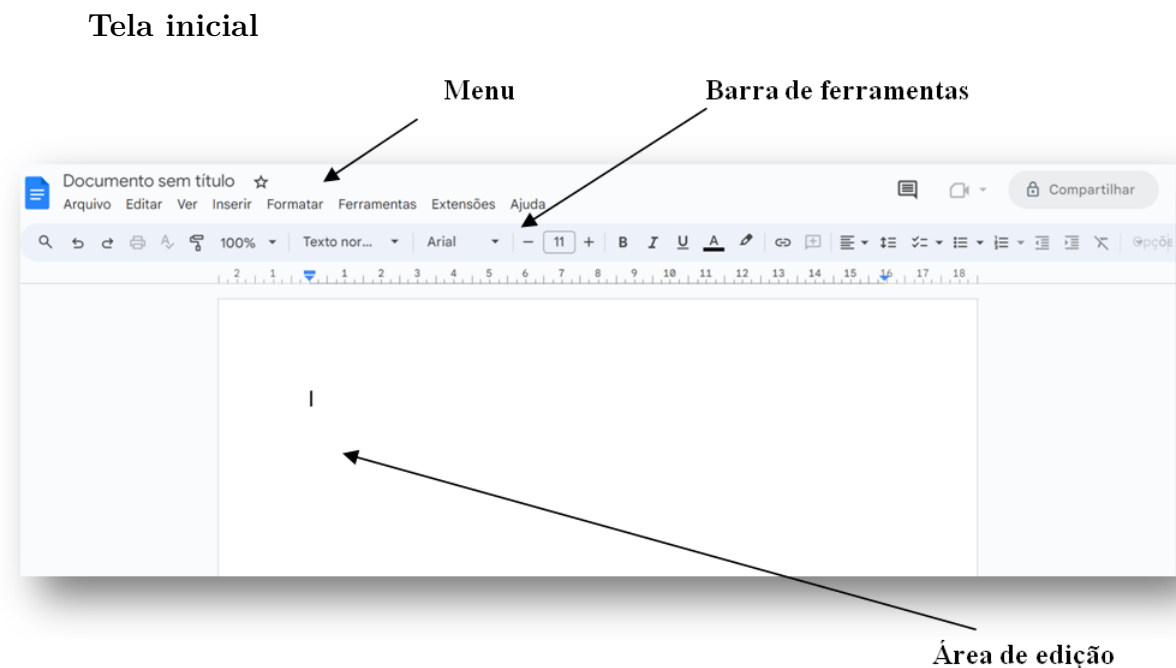 Tela inicial
Menu Barra de ferramentas
Documento sem título
Compartilhar
Arquivo Editar Ver Inserir Formatar Ferramentas Extensões Ajuda
100% Texto nor... Arial − 11 + B I U A
2 1 1 2 3 4 5 6 7 8 9 10 11 12 13 14 15 16 17 18
Área de edição